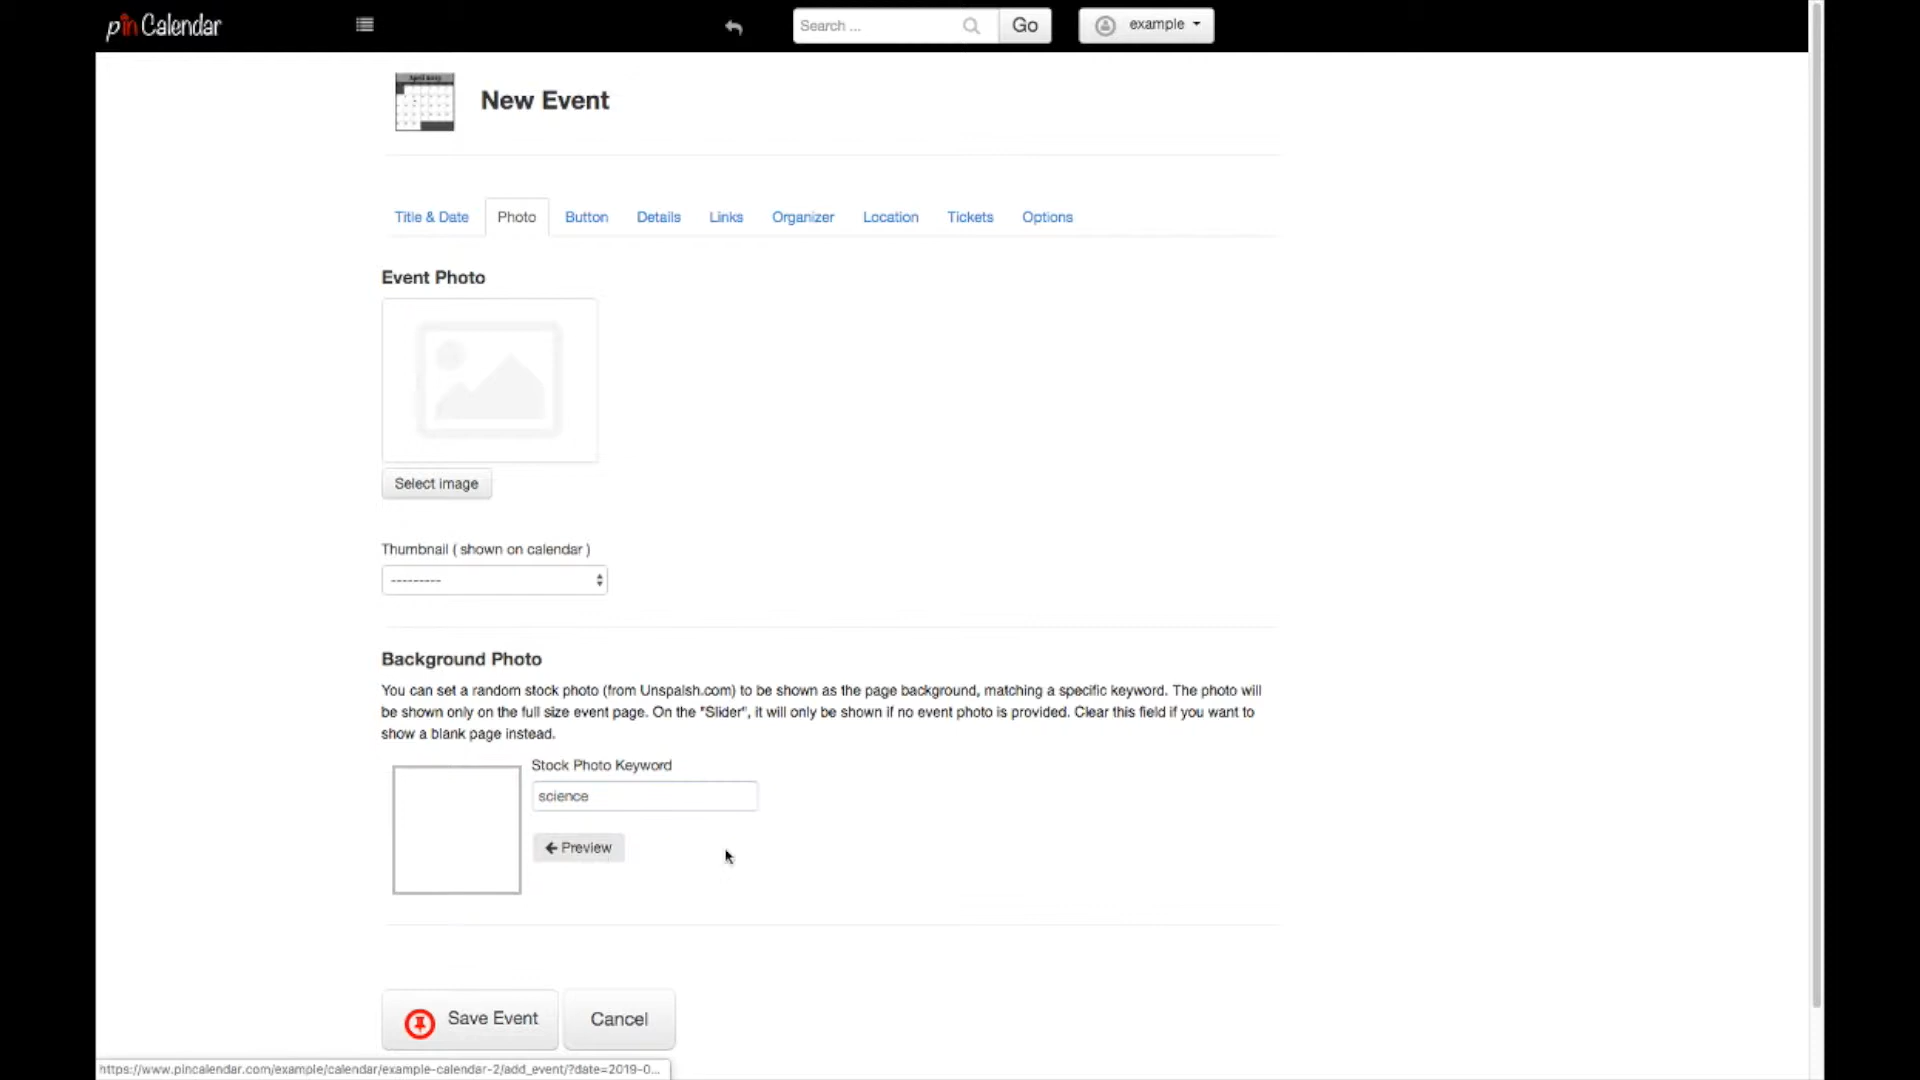 pinCalendar
Search ...
Go
example
April 2015
New Event
Title & Date
Photo
Button
Details
Links
Organizer
Location
Tickets
Options
Event Photo
Select image
Thumbnail ( shown on calendar )
---------
Background Photo
You can set a random stock photo (from Unspalsh.com) to be shown as the page background, matching a specific keyword. The photo will
be shown only on the full size event page. On the "Slider", it will only be shown if no event photo is provided. Clear this field if you want to
show a blank page instead.
Stock Photo Keyword
science
Preview
Save Event
Cancel
https://www.pincalendar.com/example/calendar/example-calendar-2/add_event/?date=2019-0...